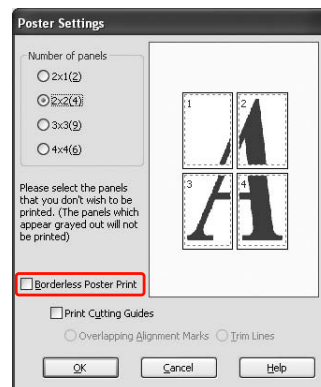 Poster Settings
Number of panels
2x1(2)
2x2(4)
3x3(9)
4x4(6)
1
2
3
4
Please select the panels
that you don't wish to be
printed. (The panels which
appear grayed out will not
be printed)
Borderless Poster Print
Print Cutting Guides
Overlapping Alignment Marks
Trim Lines
OK
Cancel
Help